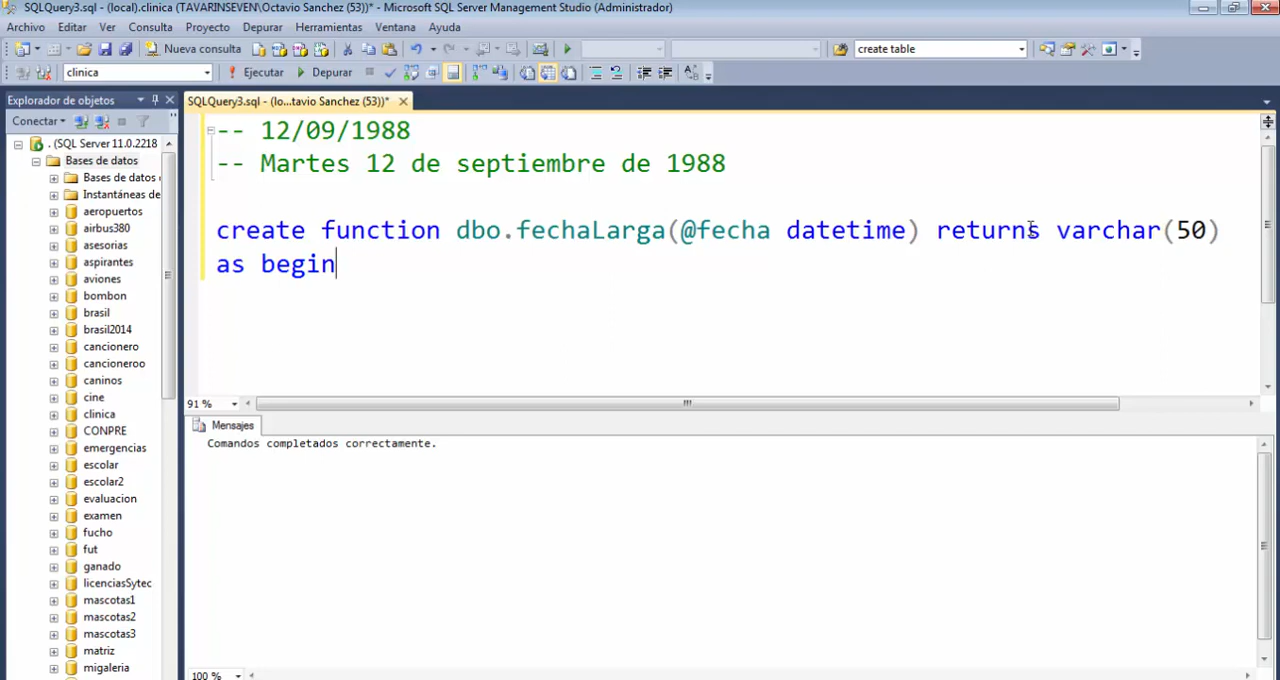 SQLQuery3.sql - (local).clinica (TAVARINSEVEN\Octavio Sanchez (53))* - Microsoft SQL Server Management Studio (Administrador)
Archivo Editar Ver Consulta Proyecto Depurar Herramientas Ventana Ayuda
Nueva consulta create table
clinica Ejecutar Depurar
Explorador de objetos
SQLQuery3.sql - (lo...tavio Sanchez (53))*
Conectar
. (SQL Server 11.0.2218
Bases de datos
Bases de datos
Instantáneas de
aeropuertos
airbus380
asesorias
aspirantes
aviones
bombon
brasil
brasil2014
cancionero
cancioneroo
caninos
cine
clinica
CONPRE
emergencias
escolar
escolar2
evaluacion
examen
fucho
fut
ganado
licenciasSytec
mascotas1
mascotas2
mascotas3
matriz
migaleria
-- 12/09/1988
-- Martes 12 de septiembre de 1988
create function dbo.fechaLarga(@fecha datetime) returns varchar(50)
as begin
91 %
Mensajes
Comandos completados correctamente.
100 %